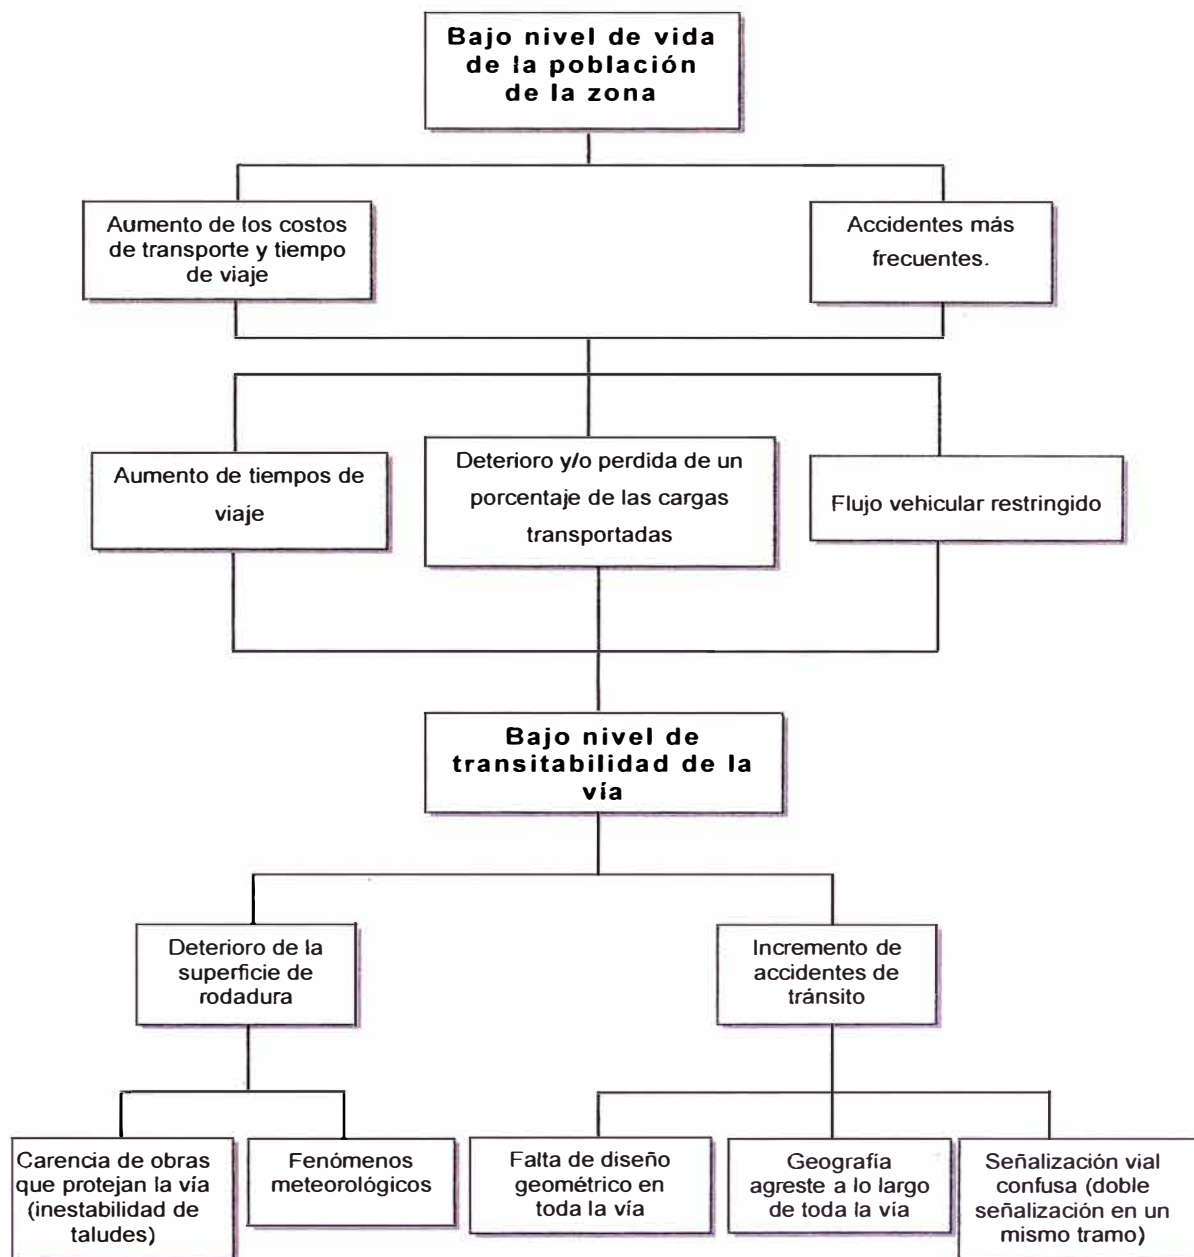 Bajo nivel de vida
de la población
de la zona
Aumento de los costos
de transporte y tiempo
de viaje
Accidentes más
frecuentes.
Aumento de tiempos de
viaje
Deterioro y/o perdida de un
porcentaje de las cargas
transportadas
Flujo vehicular restringido
Bajo nivel de
transitabilidad de la
vía
Deterioro de la
superficie de
rodadura
Incremento de
accidentes de
tránsito
Carencia de obras
que protejan la vía
(inestabilidad de
taludes)
Fenómenos
meteorológicos
Falta de diseño
geométrico en
toda la vía
Geografía
agreste a lo largo
de toda la vía
Señalización vial
confusa (doble
señalización en un
mismo tramo)